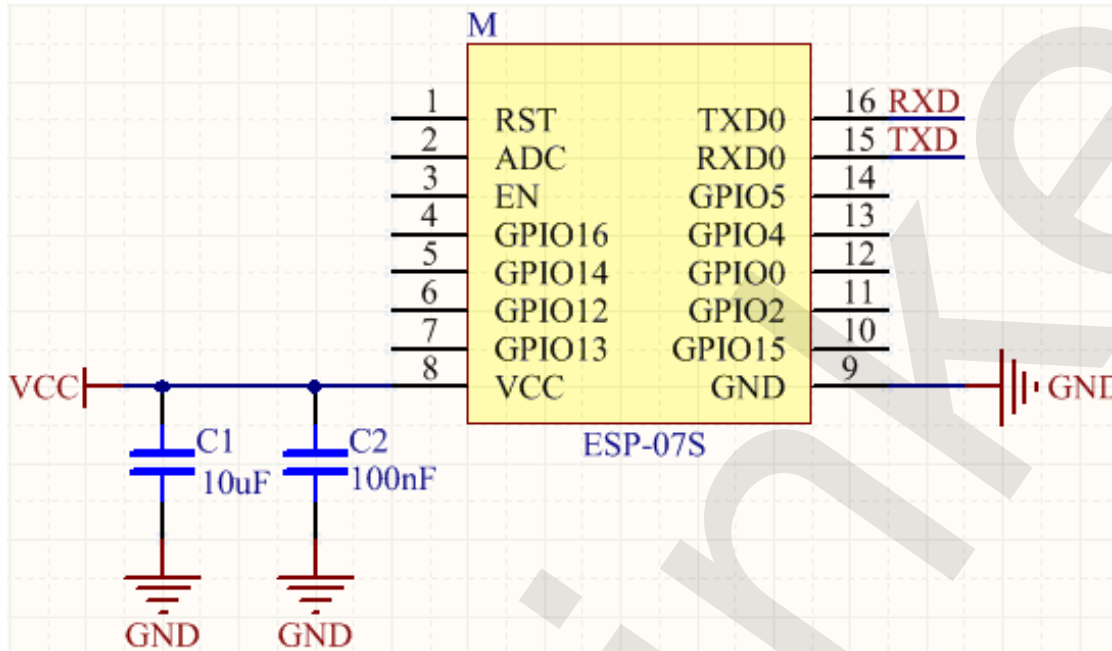 M
1 RST TXD0 16 RXD
2 ADC RXD0 15 TXD
3 EN GPIO5 14
4 GPIO16 GPIO4 13
5 GPIO14 GPIO0 12
6 GPIO12 GPIO2 11
7 GPIO13 GPIO15 10
VCC 8 VCC GND 9 GND
ESP-07S
C1 C2
10uF 100nF
GND GND